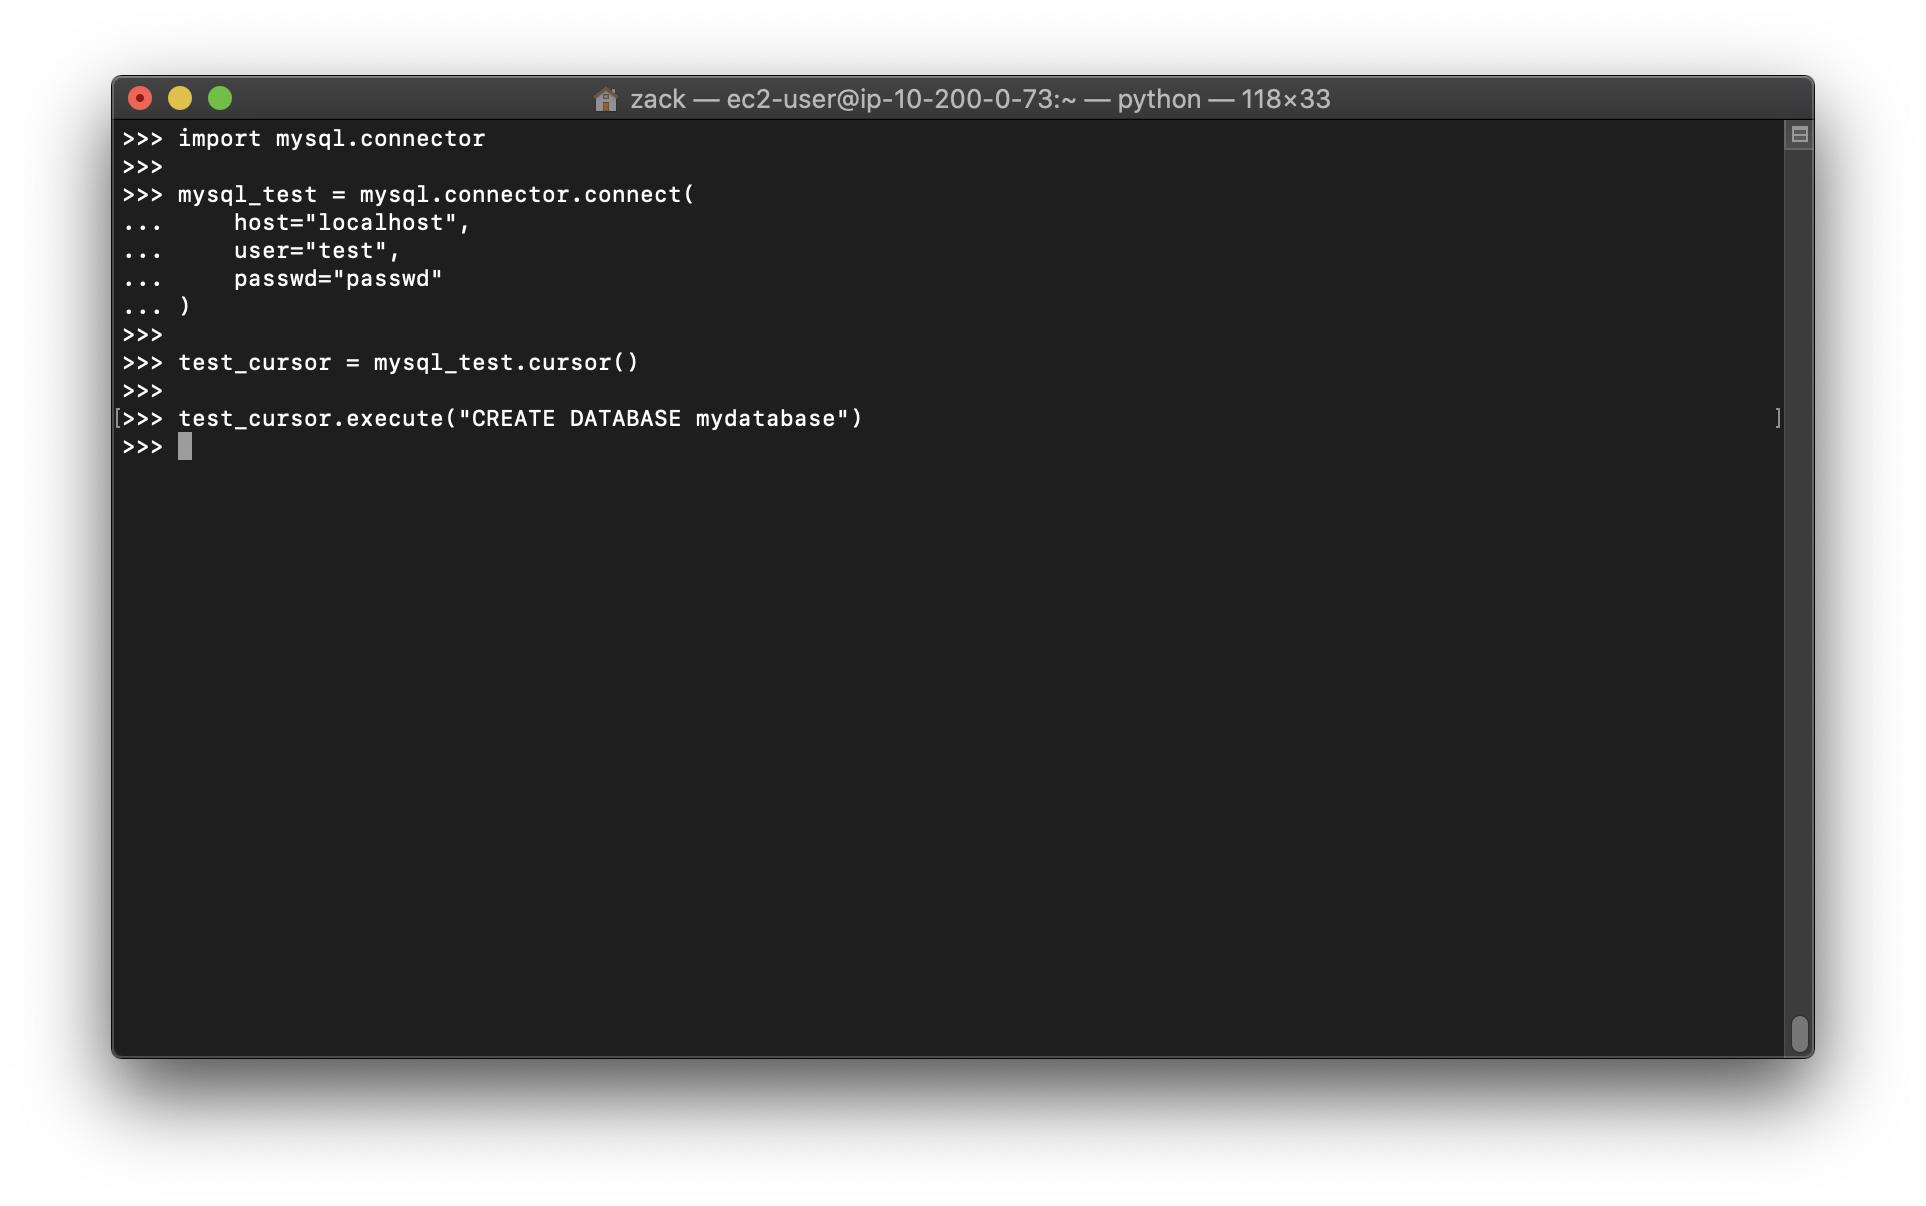 zack — ec2-user@ip-10-200-0-73:~ — python — 118×33
>>> import mysql.connector
>>>
>>> mysql_test = mysql.connector.connect(
...     host="localhost",
...     user="test",
...     passwd="passwd"
... )
>>>
>>> test_cursor = mysql_test.cursor()
>>>
[>>> test_cursor.execute("CREATE DATABASE mydatabase") ]
>>>